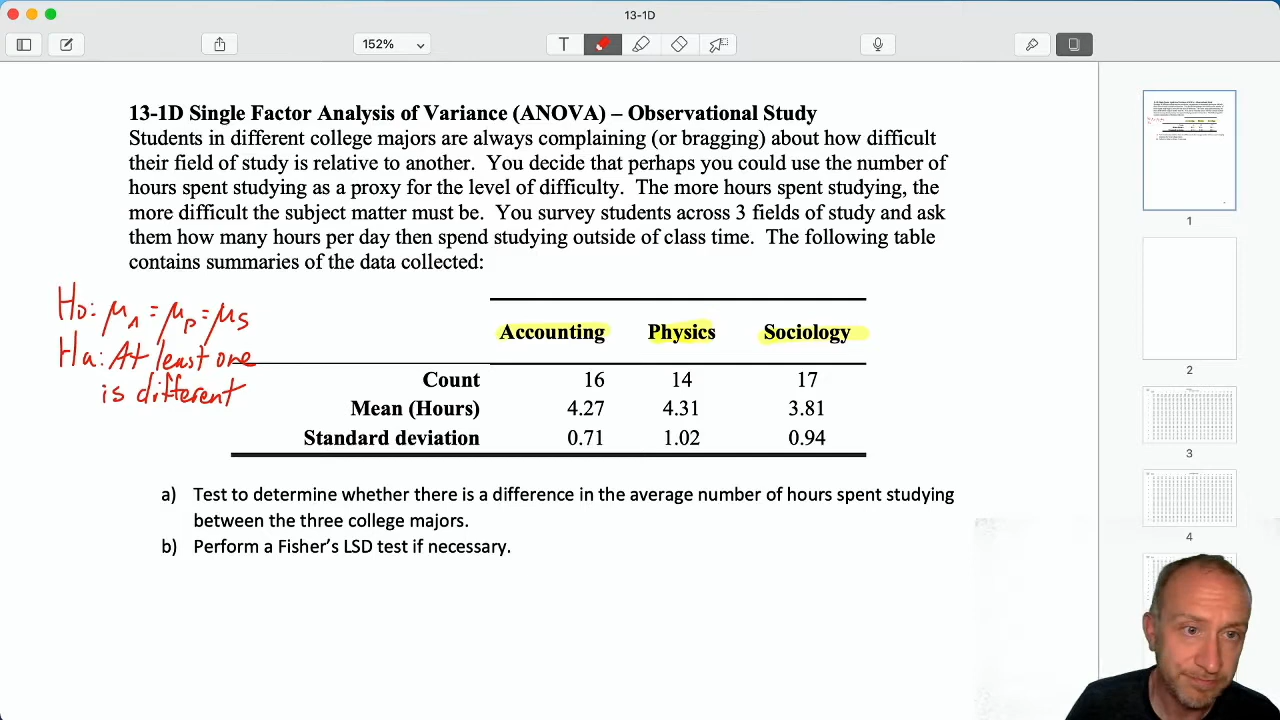 13-1D
152%
T
13-1D Single Factor Analysis of Variance (ANOVA) – Observational Study
Students in different college majors are always complaining (or bragging) about how difficult
their field of study is relative to another.  You decide that perhaps you could use the number of
hours spent studying as a proxy for the level of difficulty.  The more hours spent studying, the
more difficult the subject matter must be.  You survey students across 3 fields of study and ask
them how many hours per day then spend studying outside of class time.  The following table
contains summaries of the data collected:
Ho: μA = μP = μS
Ha: At least one
is different
Accounting Physics Sociology
Count 16 14 17
Mean (Hours) 4.27 4.31 3.81
Standard deviation 0.71 1.02 0.94
a) Test to determine whether there is a difference in the average number of hours spent studying
between the three college majors.
b) Perform a Fisher's LSD test if necessary.
1
2
3
4